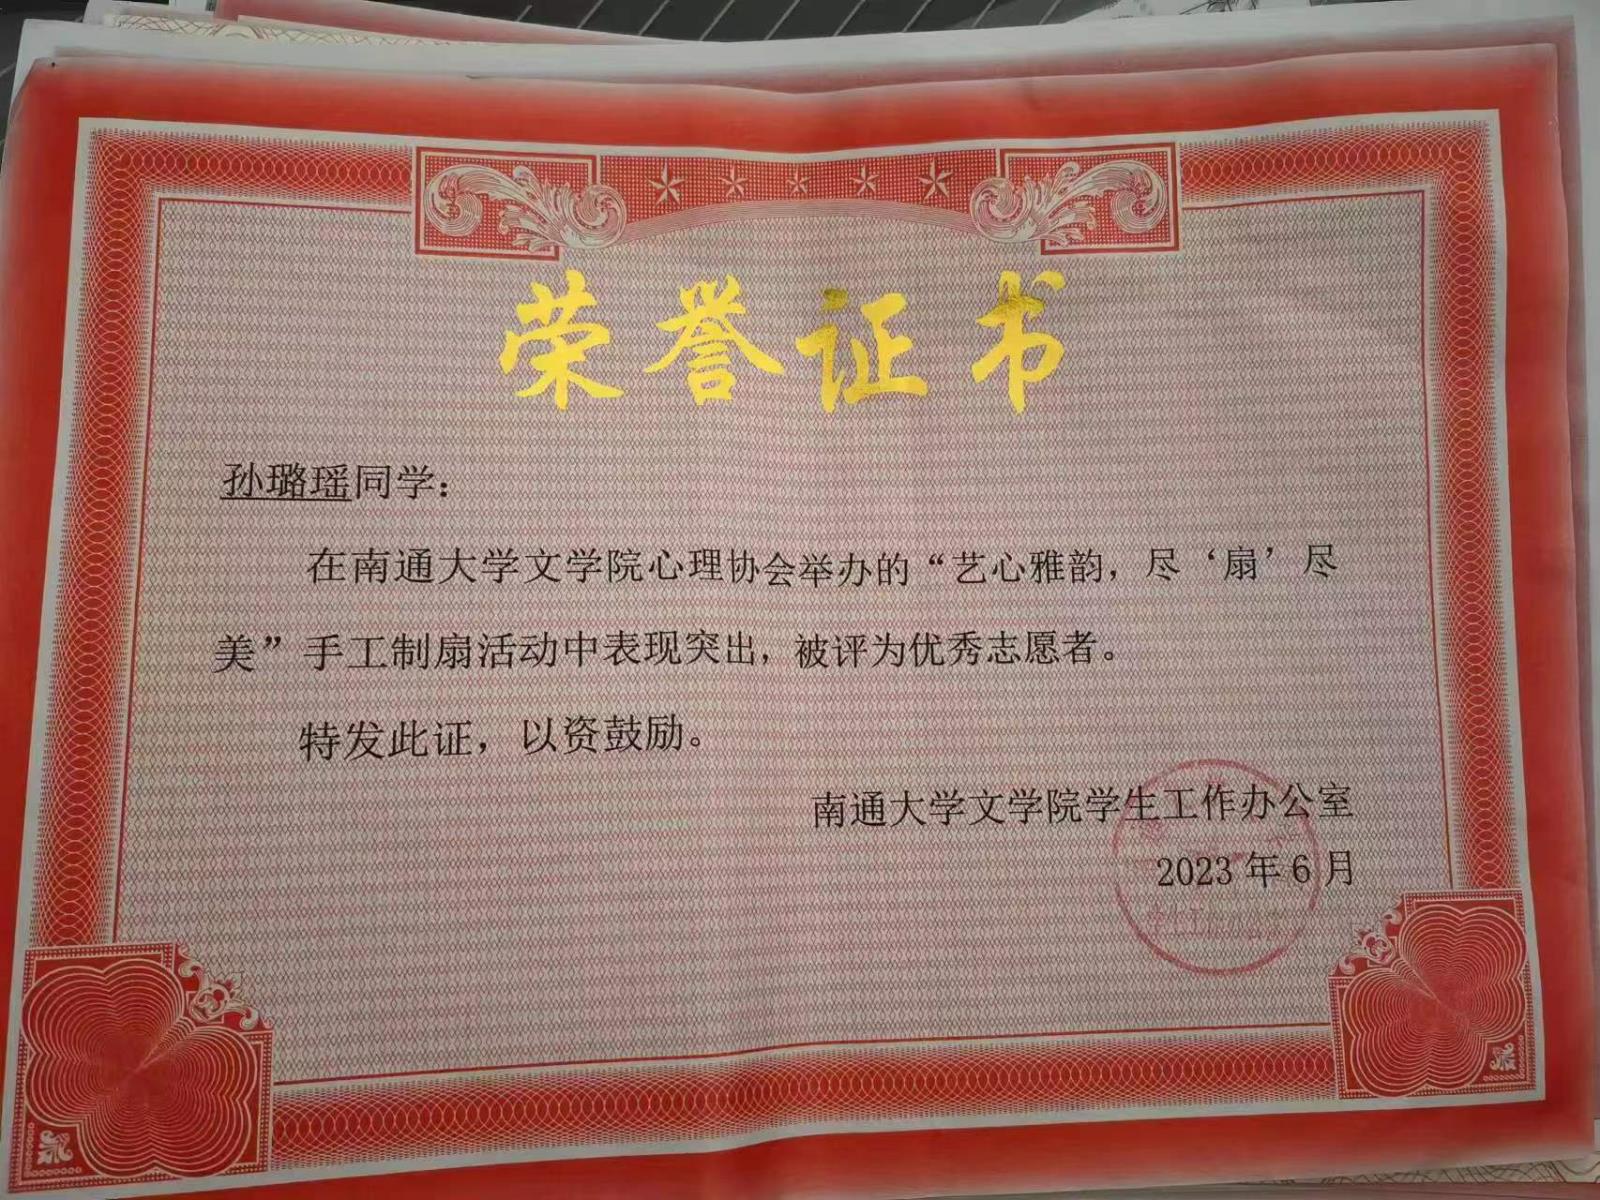 荣誉证书
孙璐瑶同学：
在南通大学文学院心理协会举办的“艺心雅韵，尽‘扇’尽
美”手工制扇活动中表现突出，被评为优秀志愿者。
特发此证，以资鼓励。
南通大学文学院学生工作办公室
2023年6月